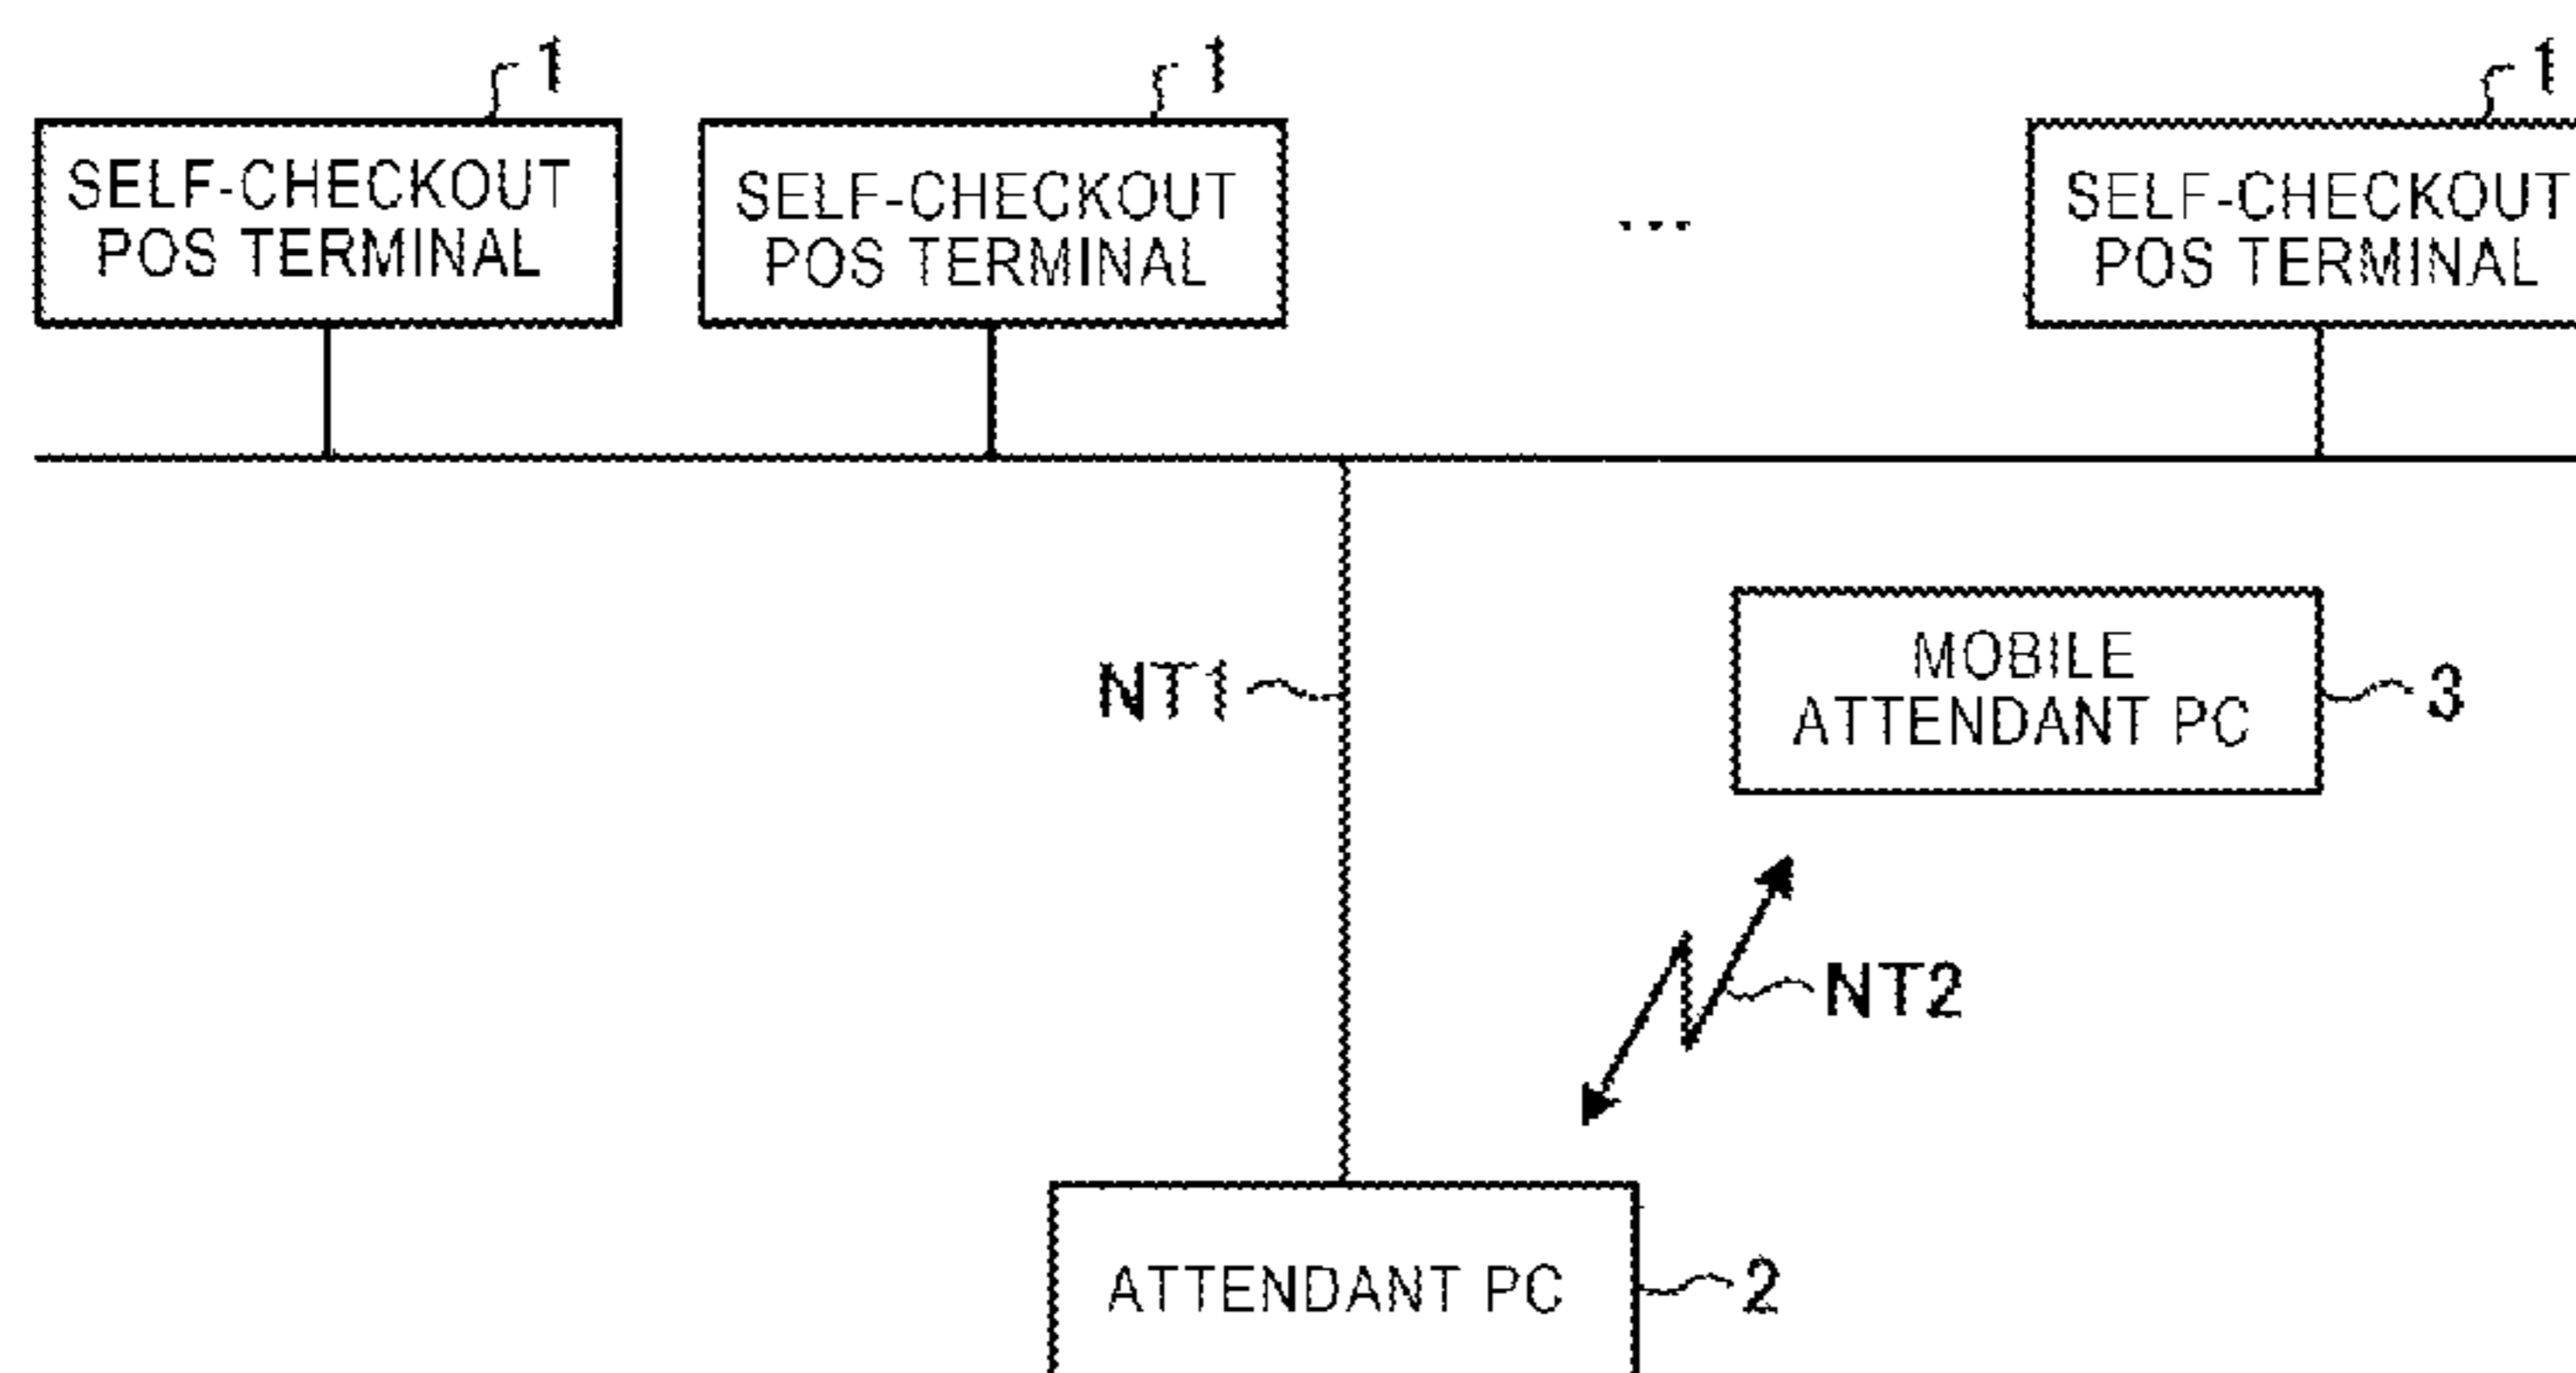 1
1
1
SELF-CHECKOUT
POS TERMINAL
SELF-CHECKOUT
POS TERMINAL
...
SELF-CHECKOUT
POS TERMINAL
NT1
MOBILE
ATTENDANT PC
3
NT2
ATTENDANT PC
2